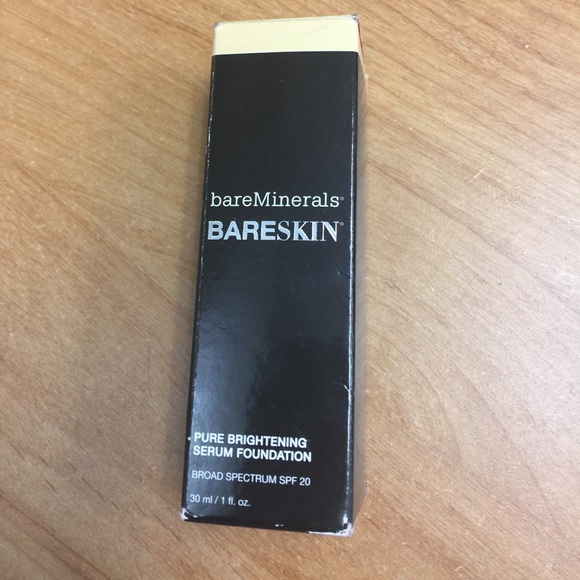 bareMinerals®
BARESKIN®
PURE BRIGHTENING
SERUM FOUNDATION
BROAD SPECTRUM SPF 20
30 ml / 1 fl. oz.